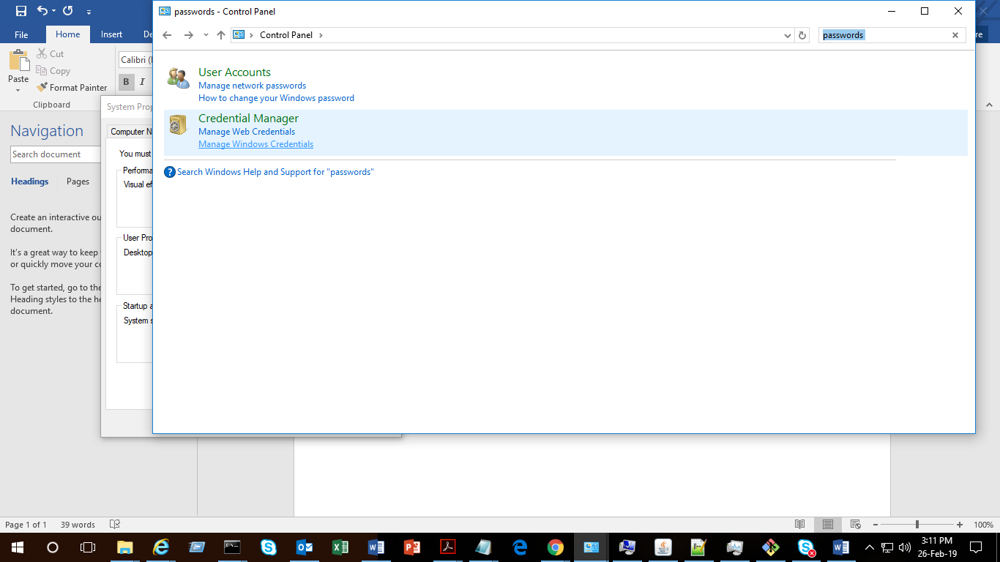 passwords - Control Panel
File
Home
Insert
De
re
Control Panel
passwords
Cut
Copy
Paste
Format Painter
Clipboard
Calibri (
B
I
User Accounts
Manage network passwords
How to change your Windows password
Credential Manager
Manage Web Credentials
Manage Windows Credentials
Search Windows Help and Support for "passwords"
System Prop
Computer N
You must
Performa
Visual ef
User Pro
Desktop
Startup a
System s
Navigation
Search document
Headings
Pages
Create an interactive ou
document.
It's a great way to keep
or quickly move your co
To get started, go to the
Heading styles to the he
document.
Page 1 of 1
39 words
100%
3:11 PM
26-Feb-19